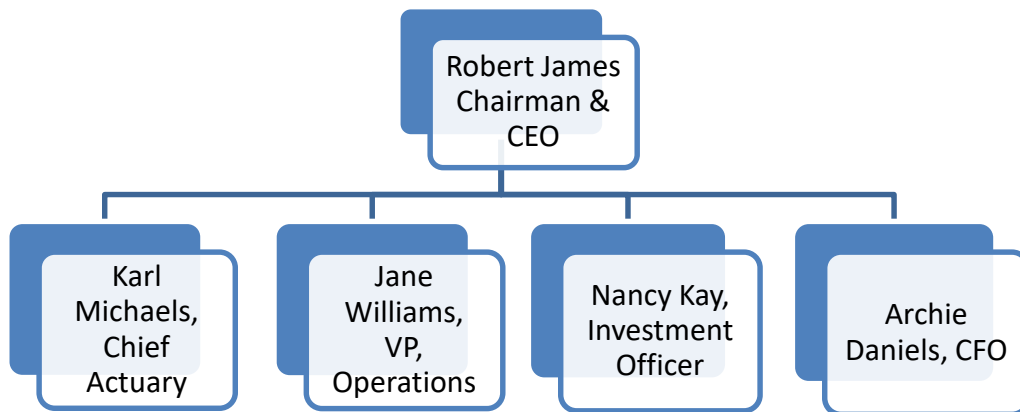 Robert James
Chairman &
CEO
Karl
Michaels,
Chief
Actuary
Jane
Williams,
VP,
Operations
Nancy Kay,
Investment
Officer
Archie
Daniels, CFO